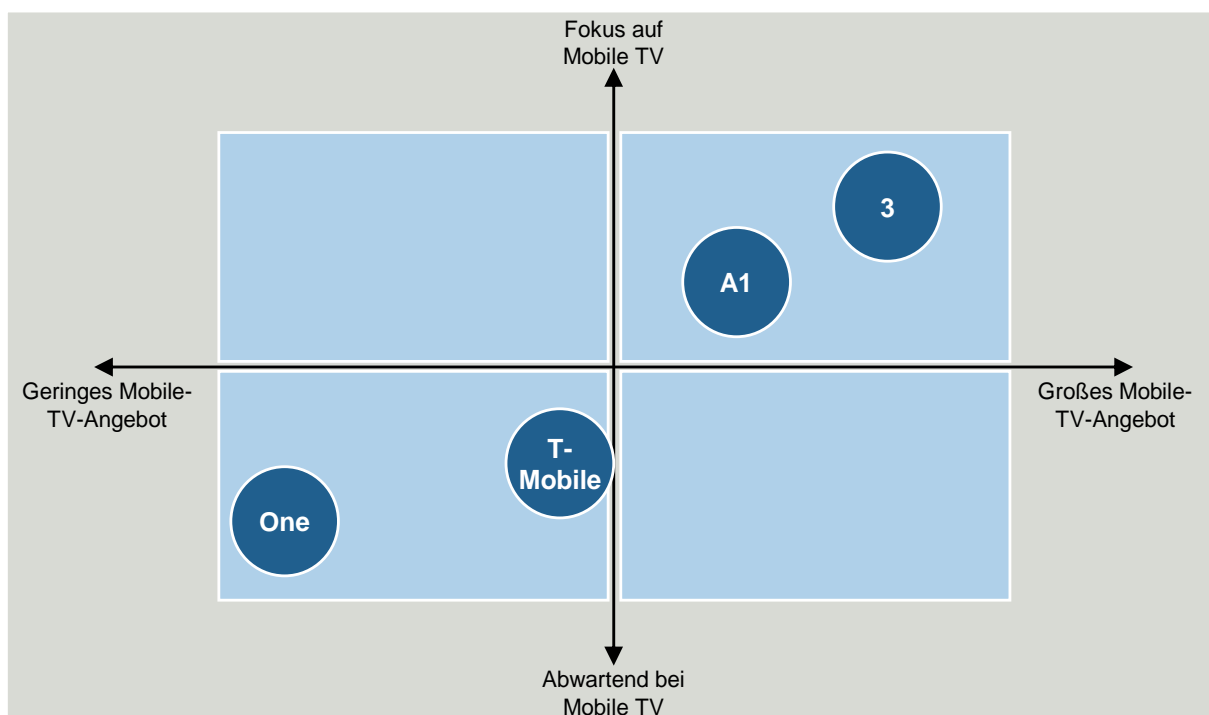 Fokus auf
Mobile TV
3
A1
Geringes Mobile-
TV-Angebot
Großes Mobile-
TV-Angebot
T-
Mobile
One
Abwartend bei
Mobile TV